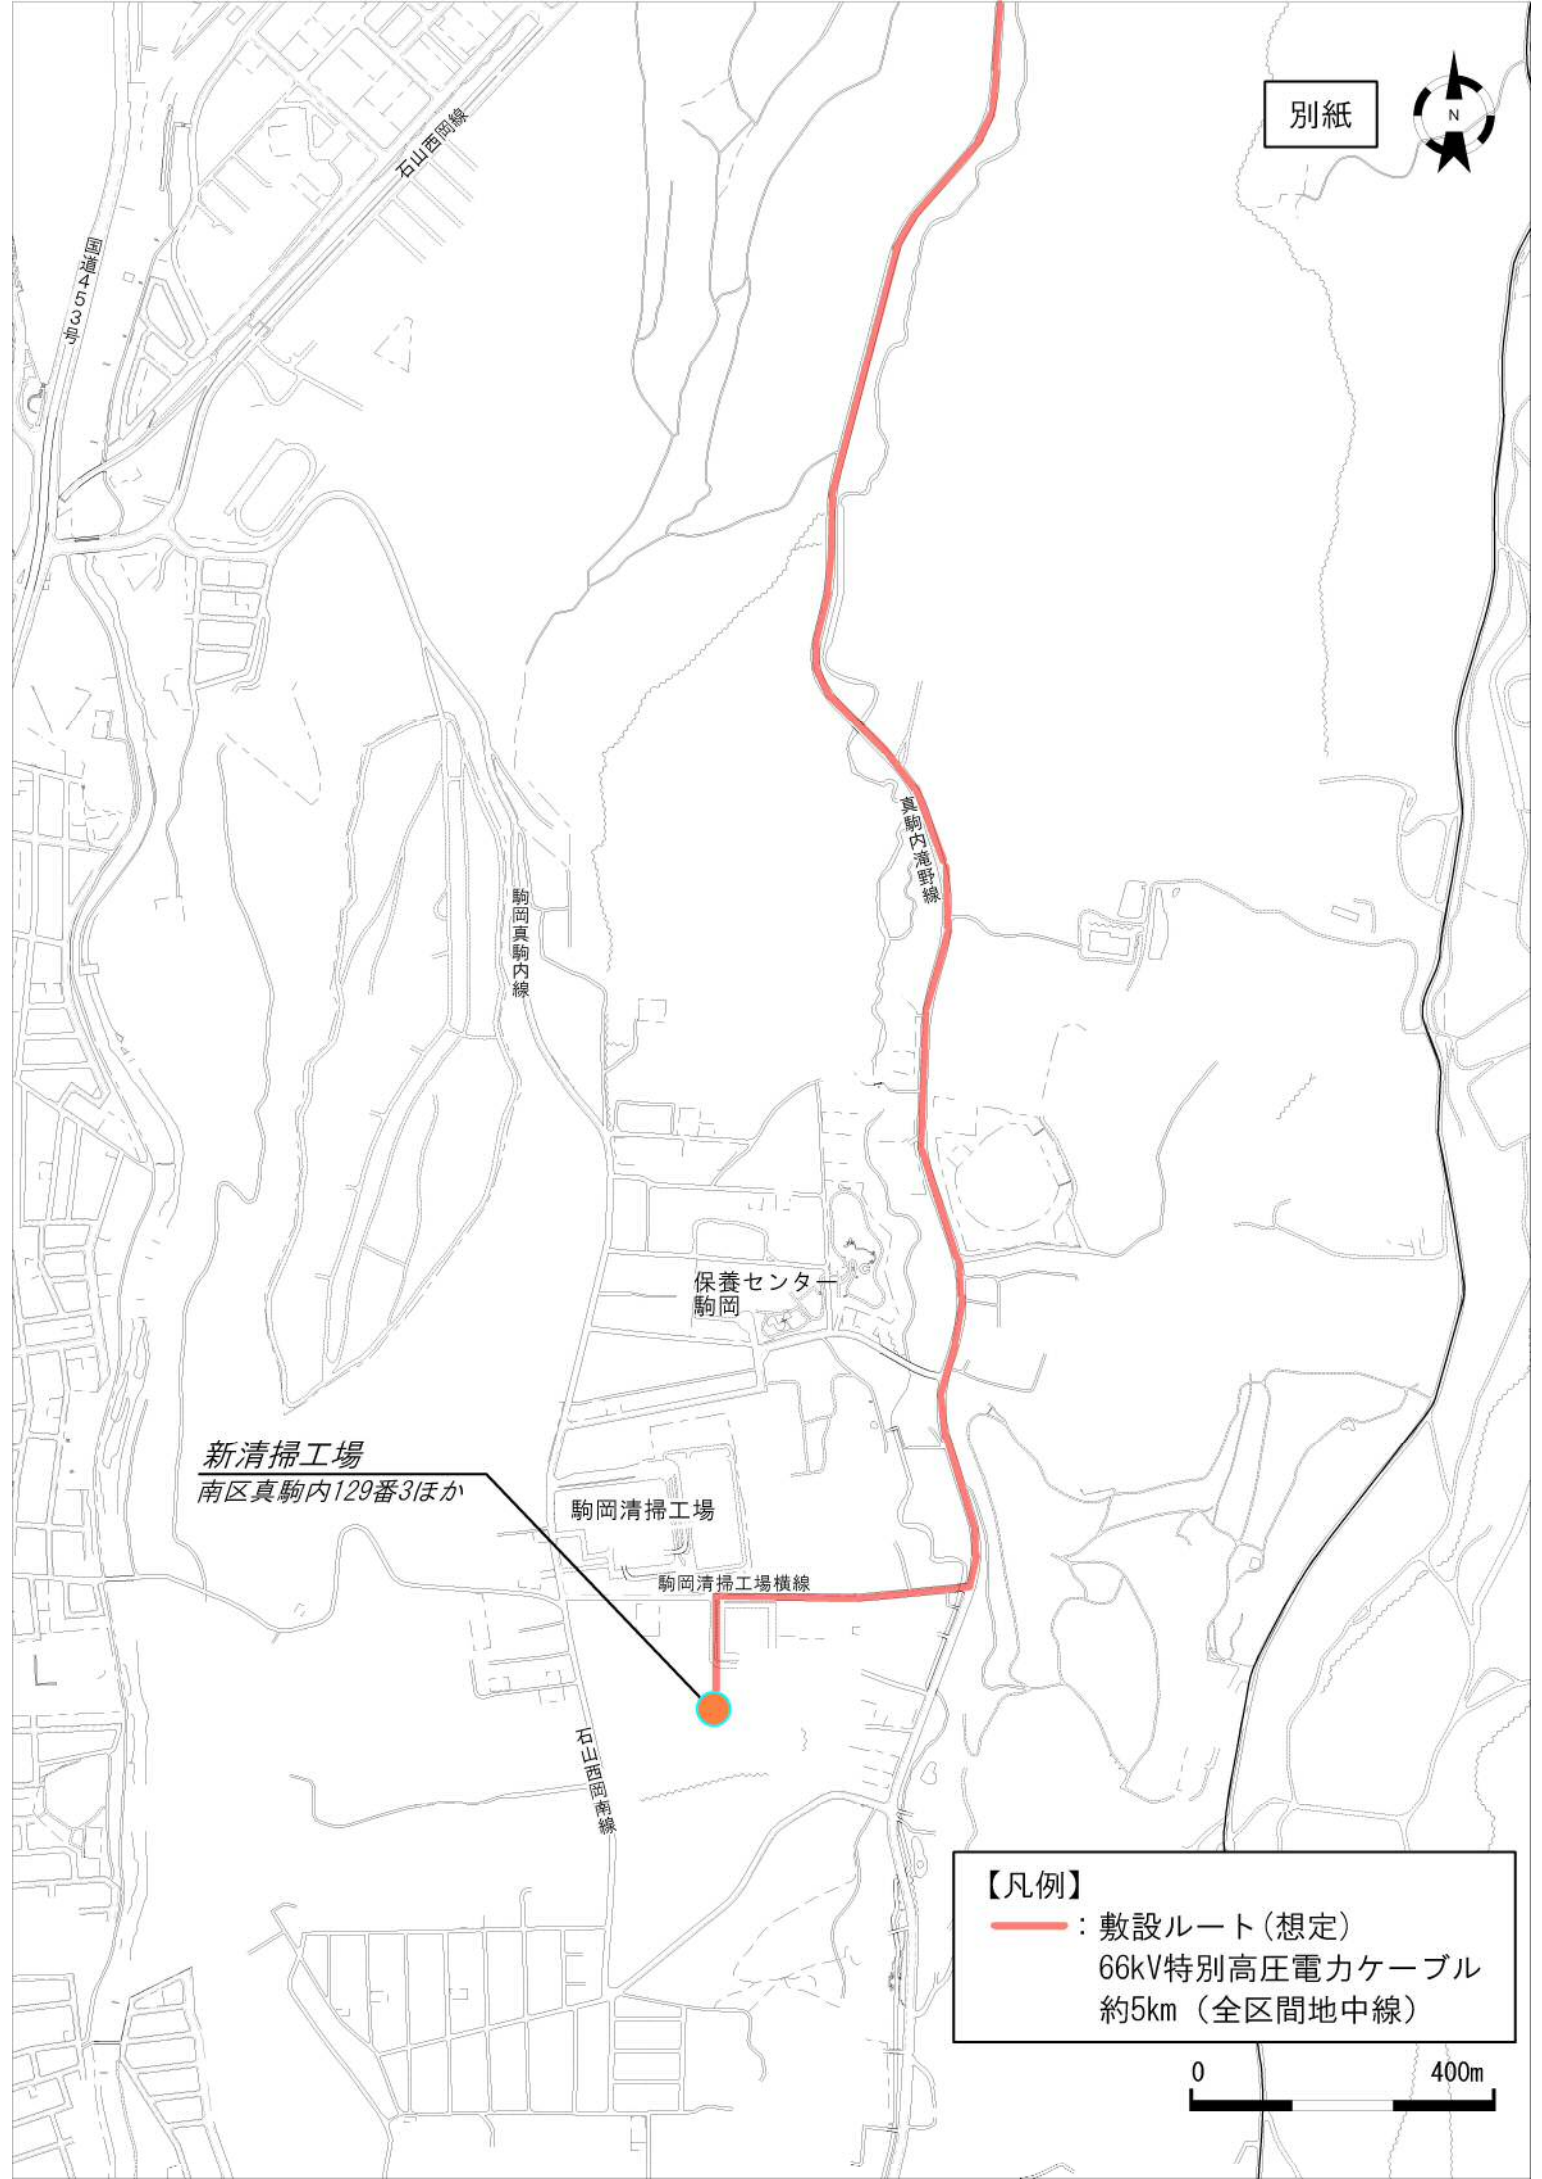 別紙
N
石山西岡線
国道453号
真駒内滝野線
駒岡真駒内線
保養センター
駒岡
新清掃工場
南区真駒内129番3ほか
駒岡清掃工場
駒岡清掃工場横線
石山西岡南線
【凡例】
：敷設ルート(想定)
66kV特別高圧電力ケーブル
約5km（全区間地中線）
0 400m